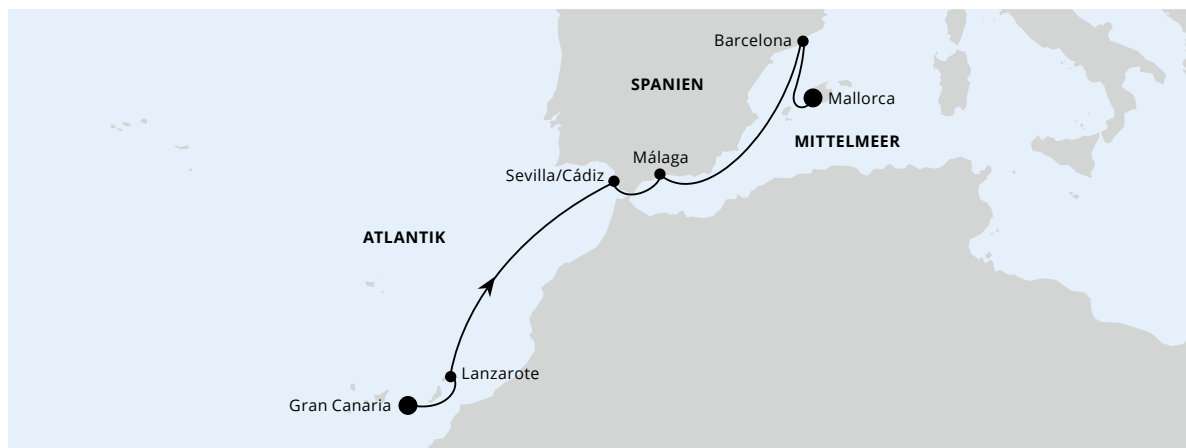 Barcelona
SPANIEN
Mallorca
MITTELMEER
Málaga
Sevilla/Cádiz
ATLANTIK
Lanzarote
Gran Canaria